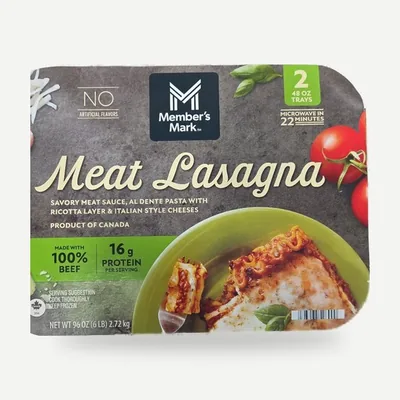 NO
ARTIFICIAL FLAVORS
Member's
Mark™
2
48 OZ
TRAYS
MICROWAVE IN
22 MINUTES
Meat Lasagna
SAVORY MEAT SAUCE, AL DENTE PASTA WITH
RICOTTA LAYER & ITALIAN STYLE CHEESES
PRODUCT OF CANADA
MADE WITH
100%
BEEF
16g
PROTEIN
PER SERVING
SERVING SUGGESTION
COOK THOROUGHLY
KEEP FROZEN
NET WT 96 OZ (6 LB) 2.72 kg